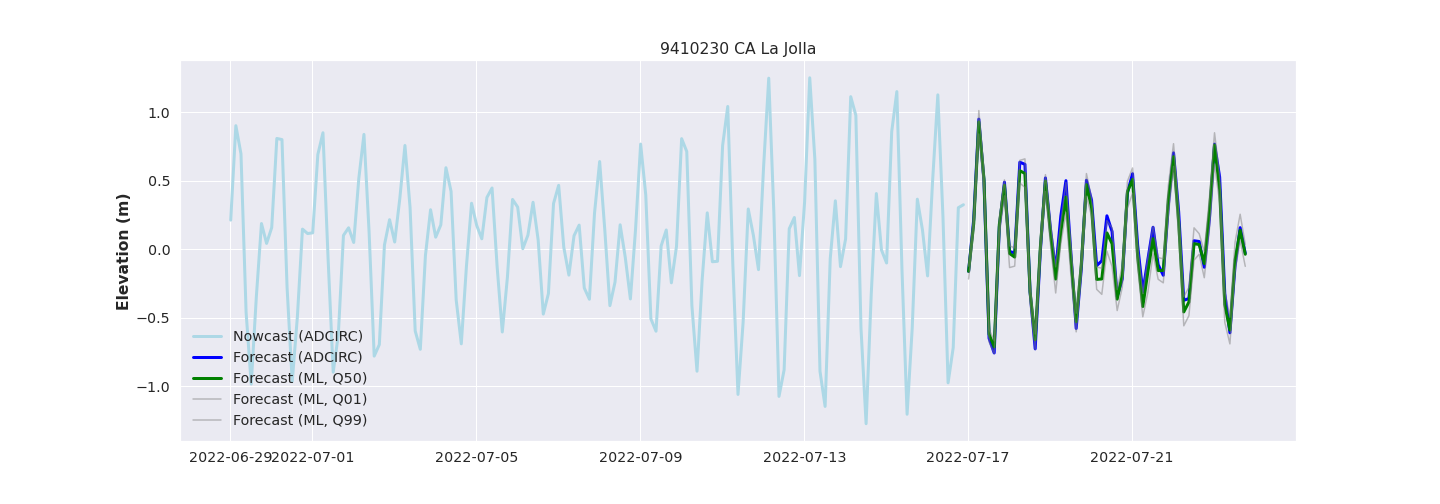 9410230 CA La Jolla
Elevation (m)
1.0
0.5
0.0
−0.5
−1.0
Nowcast (ADCIRC)
Forecast (ADCIRC)
Forecast (ML, Q50)
Forecast (ML, Q01)
Forecast (ML, Q99)
2022-06-29 2022-07-01 2022-07-05 2022-07-09 2022-07-13 2022-07-17 2022-07-21